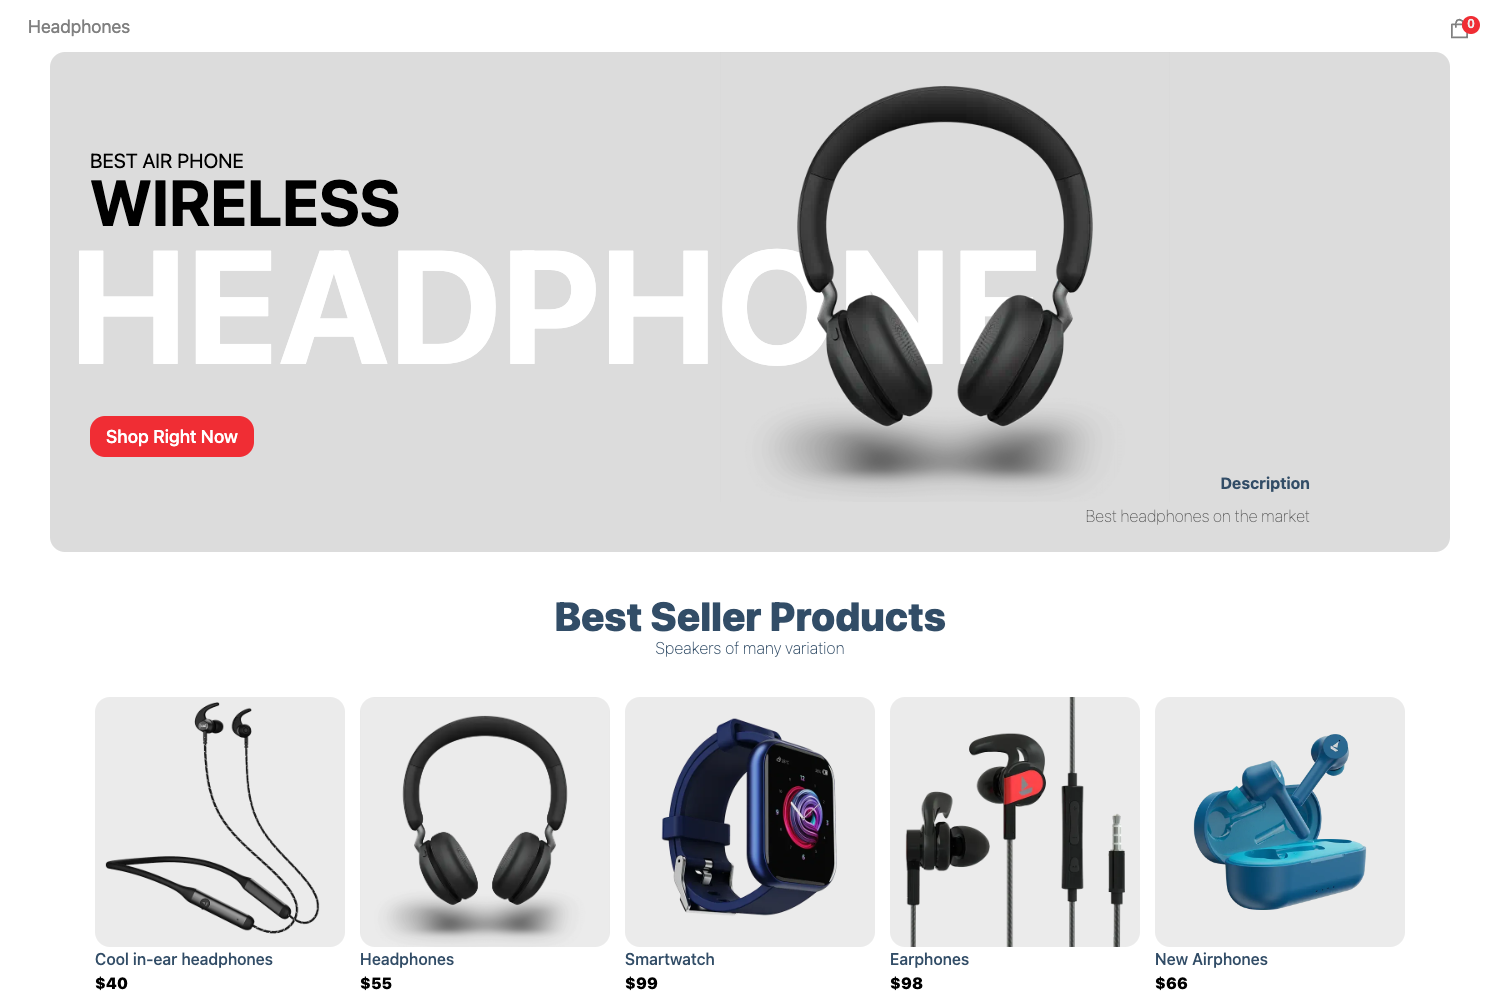 Headphones
0
BEST AIR PHONE
WIRELESS
HEADPHONE
Shop Right Now
Description
Best headphones on the market
Best Seller Products
Speakers of many variation
Cool in-ear headphones
$40
Headphones
$55
Smartwatch
$99
Earphones
$98
New Airphones
$66